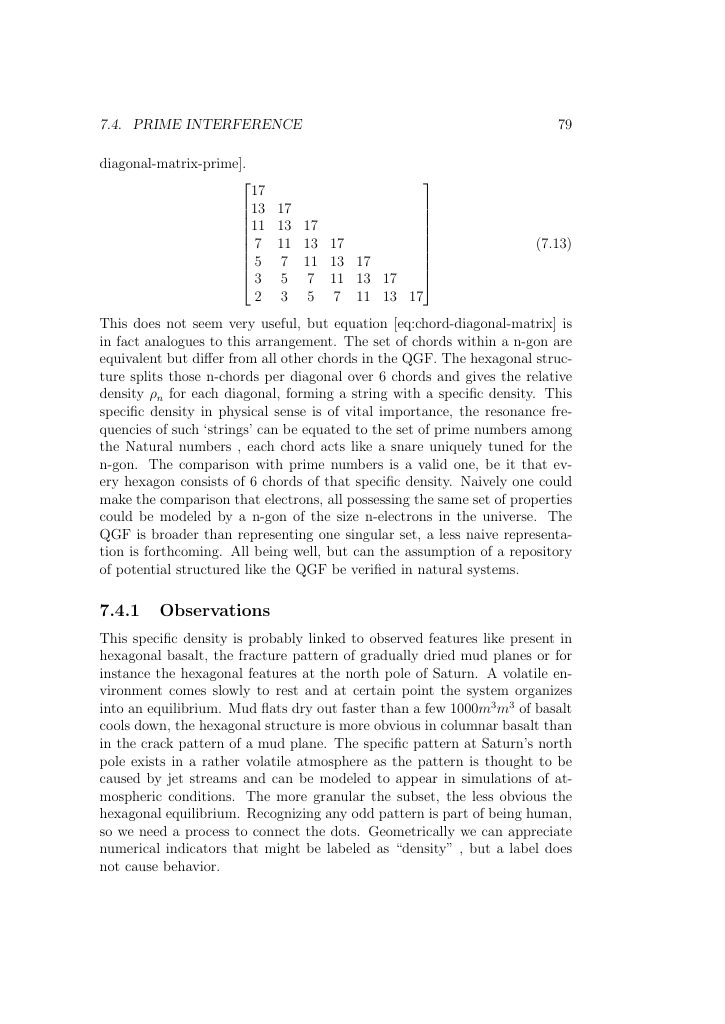 7.4. PRIME INTERFERENCE 79
diagonal-matrix-prime].
17
13 17
11 13 17
7 11 13 17
5 7 11 13 17
3 5 7 11 13 17
2 3 5 7 11 13 17
(7.13)
This does not seem very useful, but equation [eq:chord-diagonal-matrix] is
in fact analogues to this arrangement. The set of chords within a n-gon are
equivalent but differ from all other chords in the QGF. The hexagonal struc-
ture splits those n-chords per diagonal over 6 chords and gives the relative
density ρₙ for each diagonal, forming a string with a specific density. This
specific density in physical sense is of vital importance, the resonance fre-
quencies of such ‘strings’ can be equated to the set of prime numbers among
the Natural numbers , each chord acts like a snare uniquely tuned for the
n-gon. The comparison with prime numbers is a valid one, be it that ev-
ery hexagon consists of 6 chords of that specific density. Naively one could
make the comparison that electrons, all possessing the same set of properties
could be modeled by a n-gon of the size n-electrons in the universe. The
QGF is broader than representing one singular set, a less naive representa-
tion is forthcoming. All being well, but can the assumption of a repository
of potential structured like the QGF be verified in natural systems.
7.4.1 Observations
This specific density is probably linked to observed features like present in
hexagonal basalt, the fracture pattern of gradually dried mud planes or for
instance the hexagonal features at the north pole of Saturn. A volatile en-
vironment comes slowly to rest and at certain point the system organizes
into an equilibrium. Mud flats dry out faster than a few 1000m³m³ of basalt
cools down, the hexagonal structure is more obvious in columnar basalt than
in the crack pattern of a mud plane. The specific pattern at Saturn’s north
pole exists in a rather volatile atmosphere as the pattern is thought to be
caused by jet streams and can be modeled to appear in simulations of at-
mospheric conditions. The more granular the subset, the less obvious the
hexagonal equilibrium. Recognizing any odd pattern is part of being human,
so we need a process to connect the dots. Geometrically we can appreciate
numerical indicators that might be labeled as “density” , but a label does
not cause behavior.